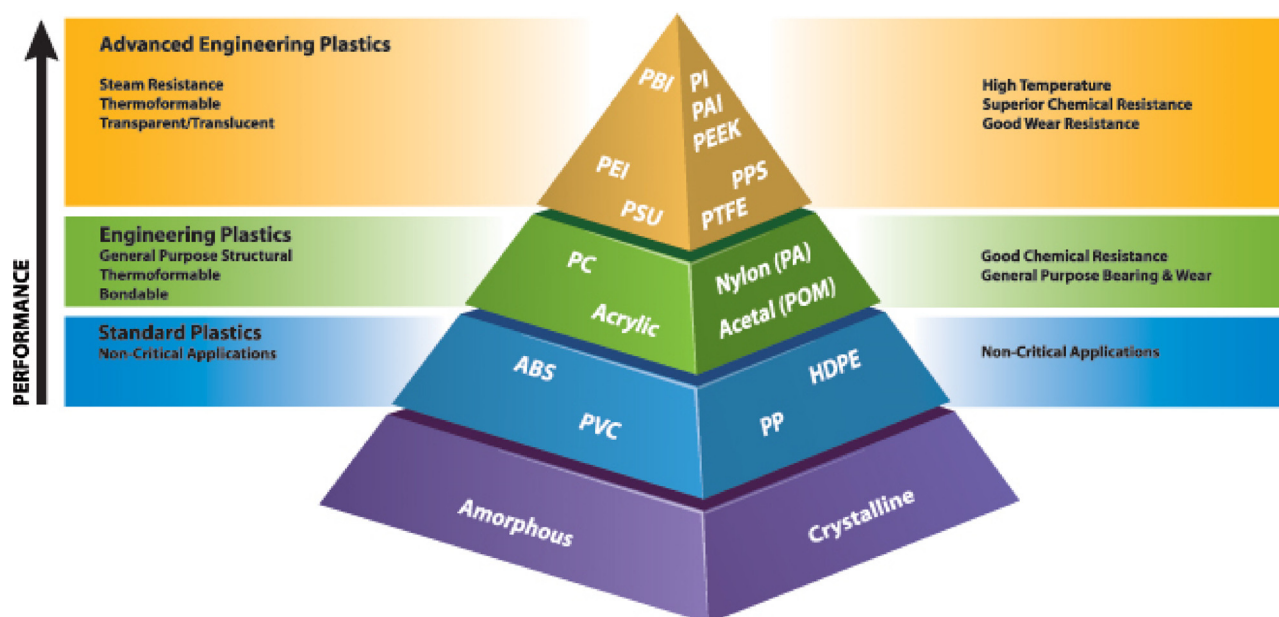 PERFORMANCE
Advanced Engineering Plastics
Steam Resistance
Thermoformable
Transparent/Translucent
PBI
PEI
PSU
PI
PAI
PEEK
PPS
PTFE
High Temperature
Superior Chemical Resistance
Good Wear Resistance
Engineering Plastics
General Purpose Structural
Thermoformable
Bondable
PC
Acrylic
Nylon (PA)
Acetal (POM)
Good Chemical Resistance
General Purpose Bearing & Wear
Standard Plastics
Non-Critical Applications
ABS
PVC
HDPE
PP
Non-Critical Applications
Amorphous
Crystalline